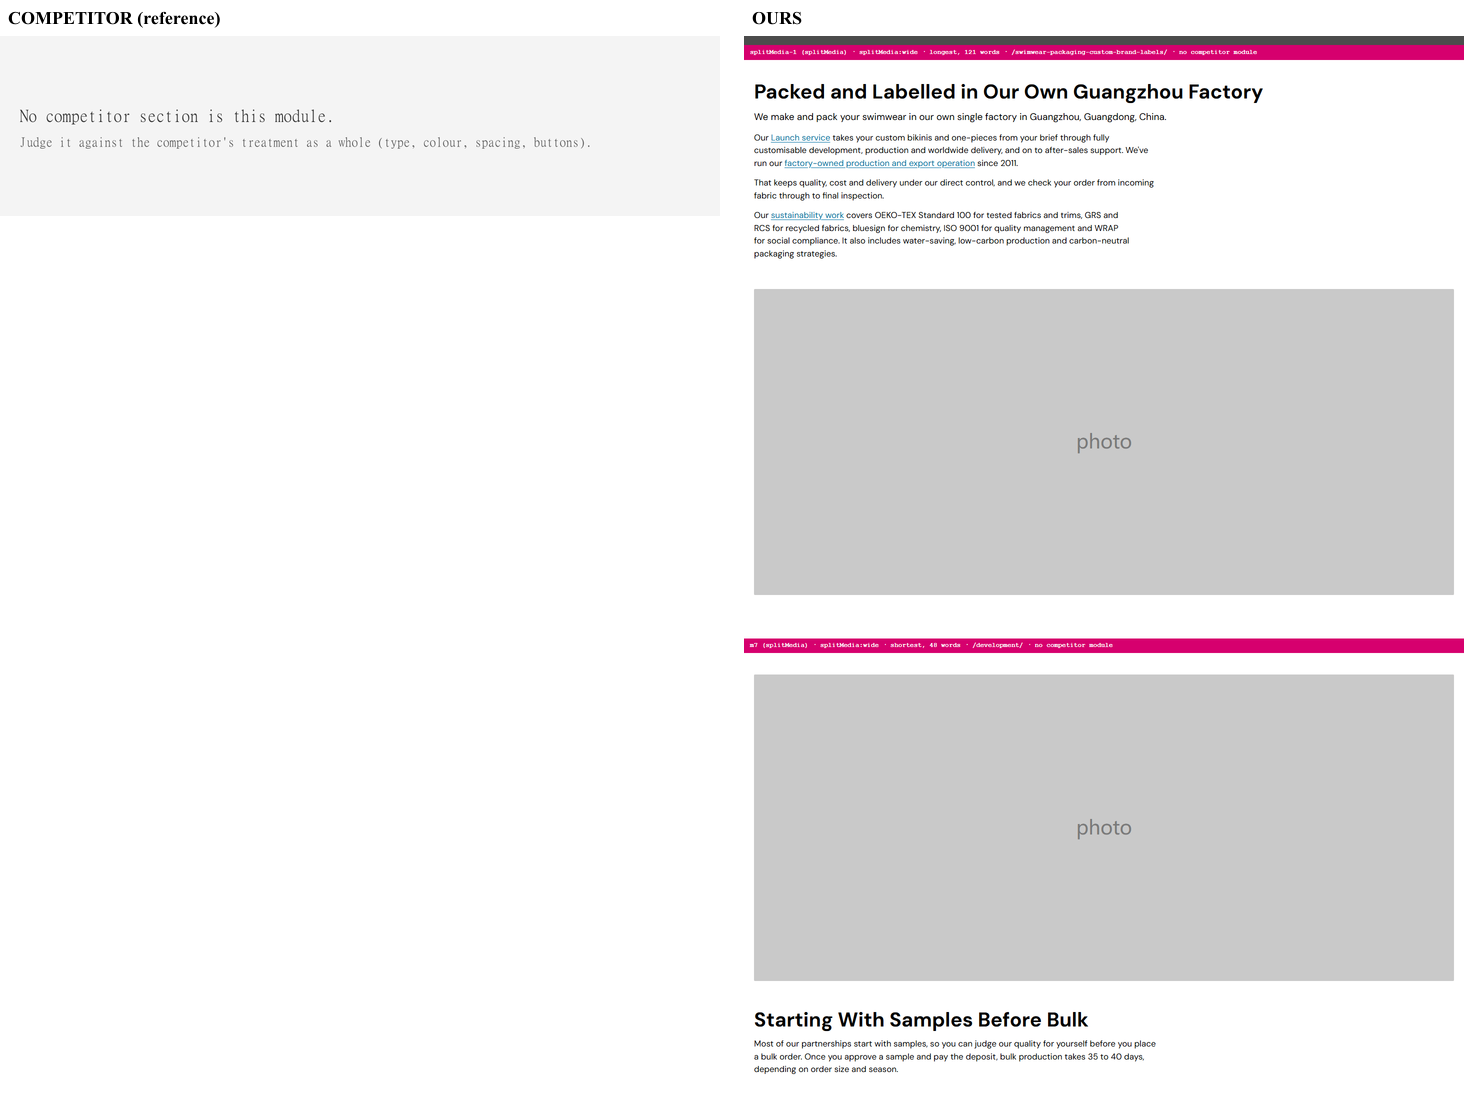 COMPETITOR (reference)
No competitor section is this module.
Judge it against the competitor's treatment as a whole (type, colour, spacing, buttons).
OURS
splitMedia-1 (splitMedia) · splitMedia:wide · longest, 121 words · /swimwear-packaging-custom-brand-labels/ · no competitor module
Packed and Labelled in Our Own Guangzhou Factory
We make and pack your swimwear in our own single factory in Guangzhou, Guangdong, China.
Our Launch service takes your custom bikinis and one-pieces from your brief through fully
customisable development, production and worldwide delivery, and on to after-sales support. We've
run our factory-owned production and export operation since 2011.
That keeps quality, cost and delivery under our direct control, and we check your order from incoming
fabric through to final inspection.
Our sustainability work covers OEKO-TEX Standard 100 for tested fabrics and trims, GRS and
RCS for recycled fabrics, bluesign for chemistry, ISO 9001 for quality management and WRAP
for social compliance. It also includes water-saving, low-carbon production and carbon-neutral
packaging strategies.
photo
m7 (splitMedia) · splitMedia:wide · shortest, 40 words · /development/ · no competitor module
photo
Starting With Samples Before Bulk
Most of our partnerships start with samples, so you can judge our quality for yourself before you place
a bulk order. Once you approve a sample and pay the deposit, bulk production takes 35 to 40 days,
depending on order size and season.